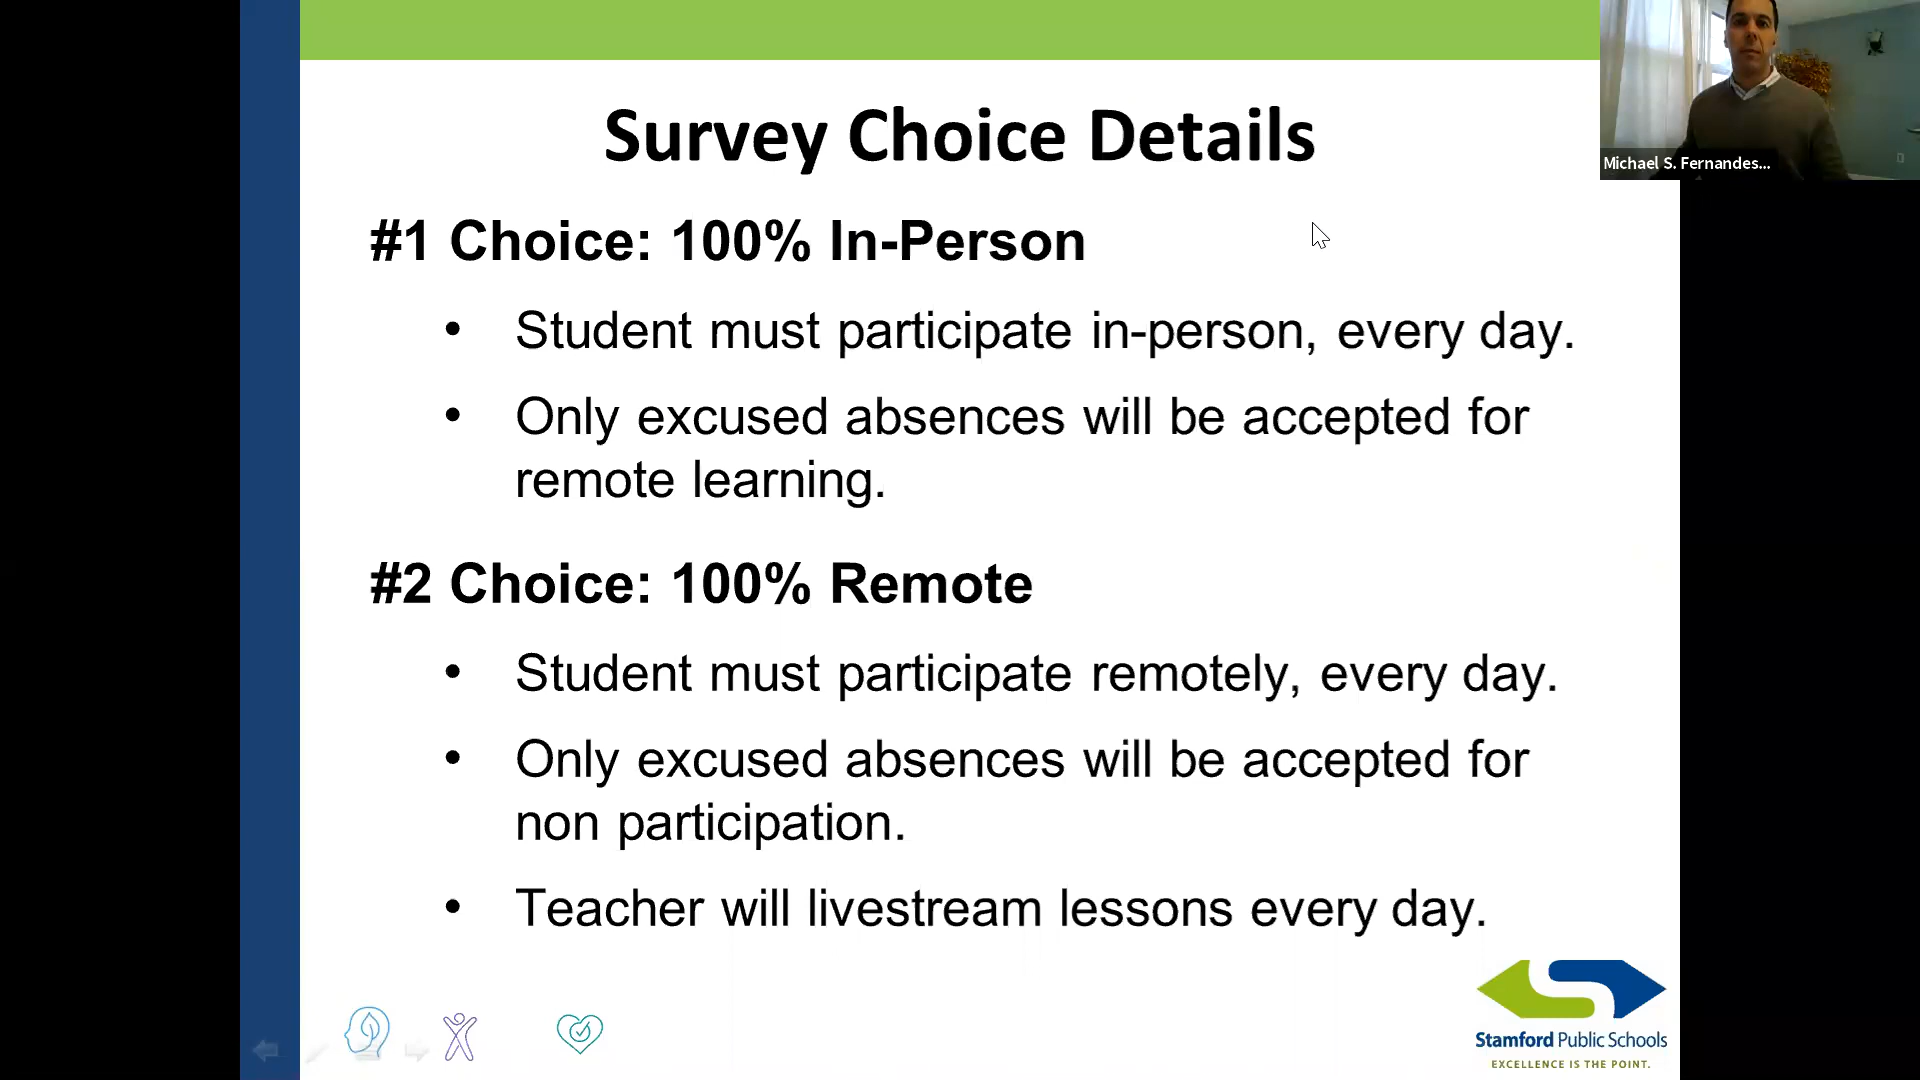 Survey Choice Details
Michael S. Fernandes...
#1 Choice: 100% In-Person
• Student must participate in-person, every day.
• Only excused absences will be accepted for
remote learning.
#2 Choice: 100% Remote
• Student must participate remotely, every day.
• Only excused absences will be accepted for
non participation.
• Teacher will livestream lessons every day.
Stamford Public Schools
EXCELLENCE IS THE POINT.